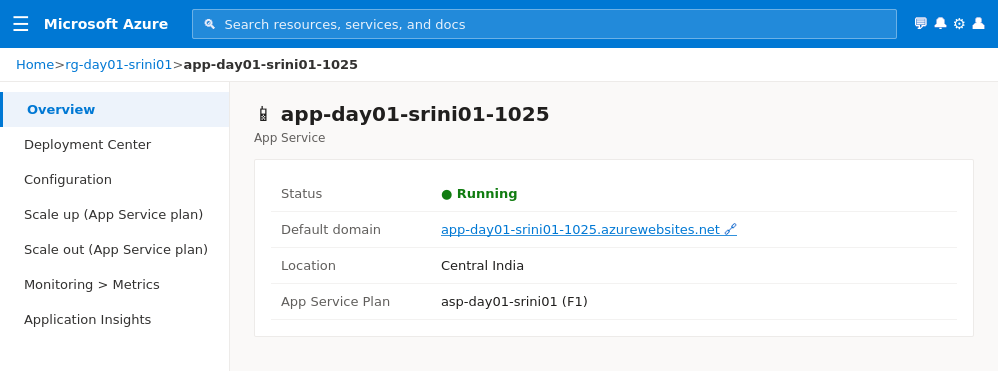 Microsoft Azure
Search resources, services, and docs
Home>rg-day01-srini01>app-day01-srini01-1025
Overview
Deployment Center
Configuration
Scale up (App Service plan)
Scale out (App Service plan)
Monitoring > Metrics
Application Insights
app-day01-srini01-1025
App Service
Status ● Running
Default domain app-day01-srini01-1025.azurewebsites.net
Location Central India
App Service Plan asp-day01-srini01 (F1)